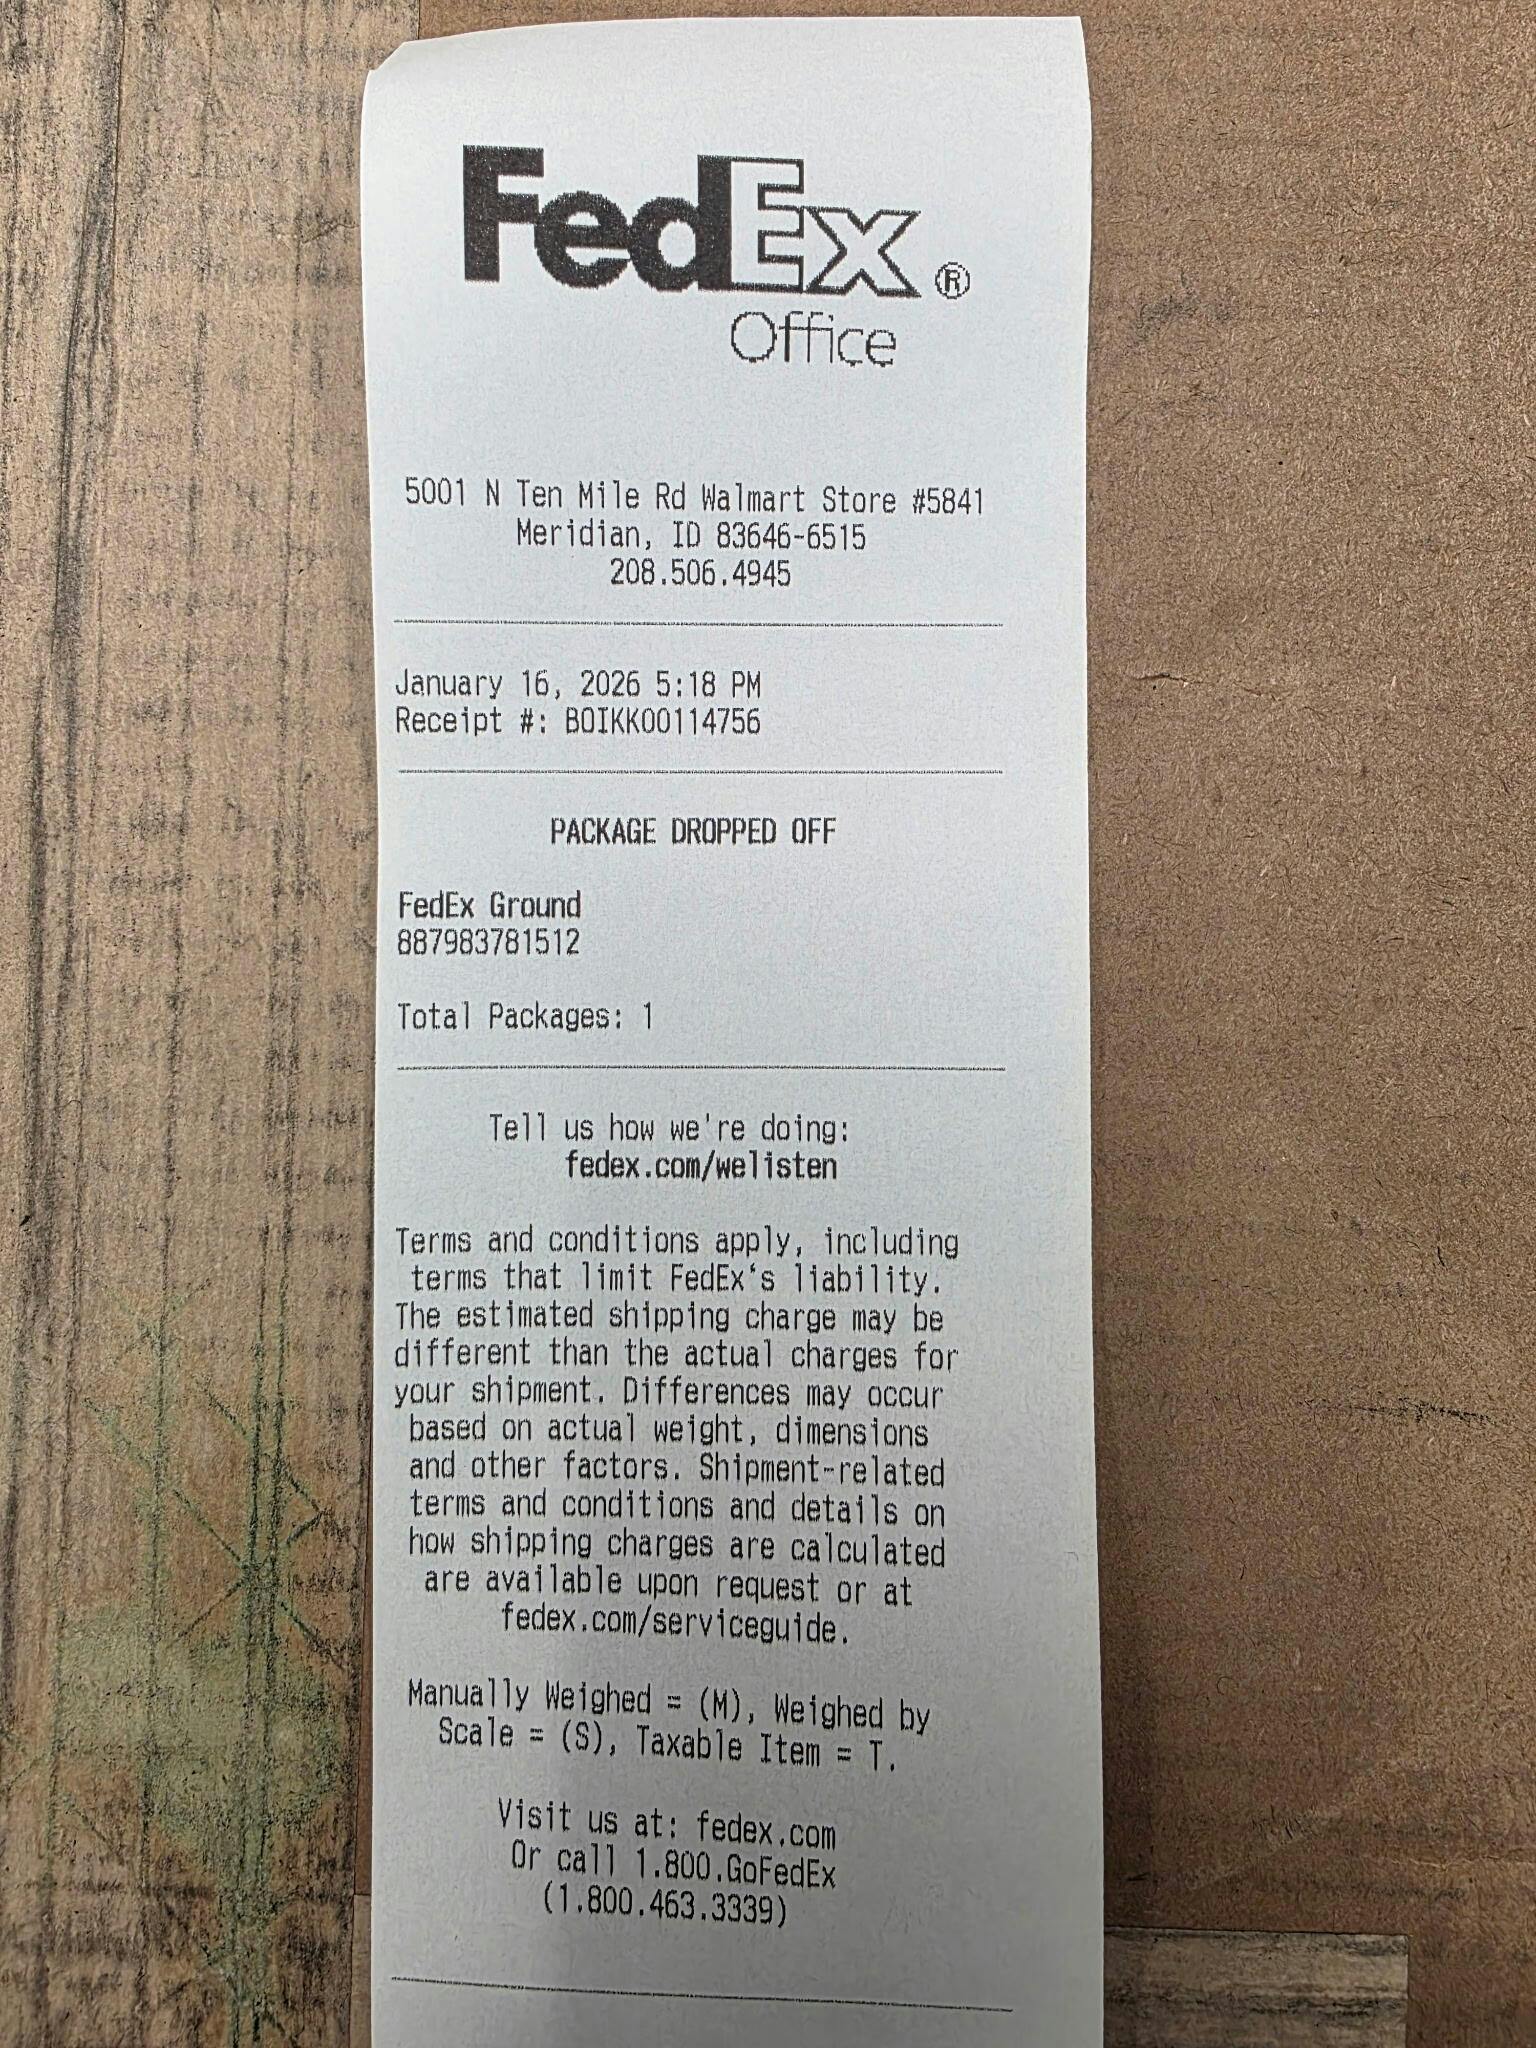 FedEx®
Office
5001 N Ten Mile Rd Walmart Store #5841
Meridian, ID 83646-6515
208.506.4945
January 16, 2026 5:18 PM
Receipt #: BOIKK00114756
PACKAGE DROPPED OFF
FedEx Ground
887983781512
Total Packages: 1
Tell us how we're doing:
fedex.com/welisten
Terms and conditions apply, including
terms that limit FedEx's liability.
The estimated shipping charge may be
different than the actual charges for
your shipment. Differences may occur
based on actual weight, dimensions
and other factors. Shipment-related
terms and conditions and details on
how shipping charges are calculated
are available upon request or at
fedex.com/serviceguide.
Manually Weighed = (M), Weighed by
Scale = (S), Taxable Item = T.
Visit us at: fedex.com
Or call 1.800.GoFedEx
(1.800.463.3339)